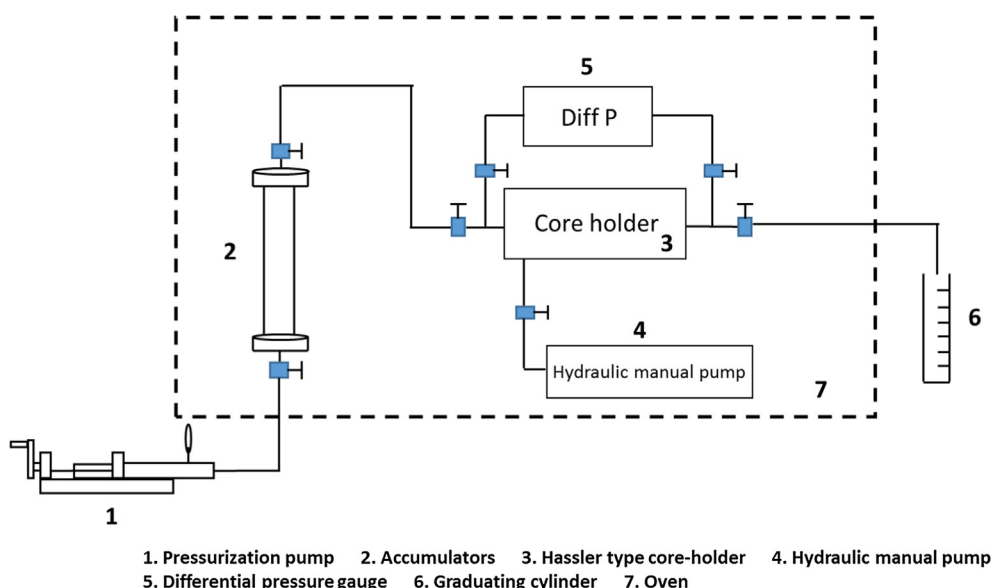 5
Diff P
2
Core holder
3
4
6
Hydraulic manual pump
7
1
1. Pressurization pump 2. Accumulators 3. Hassler type core-holder 4. Hydraulic manual pump
5. Differential pressure gauge 6. Graduating cylinder 7. Oven